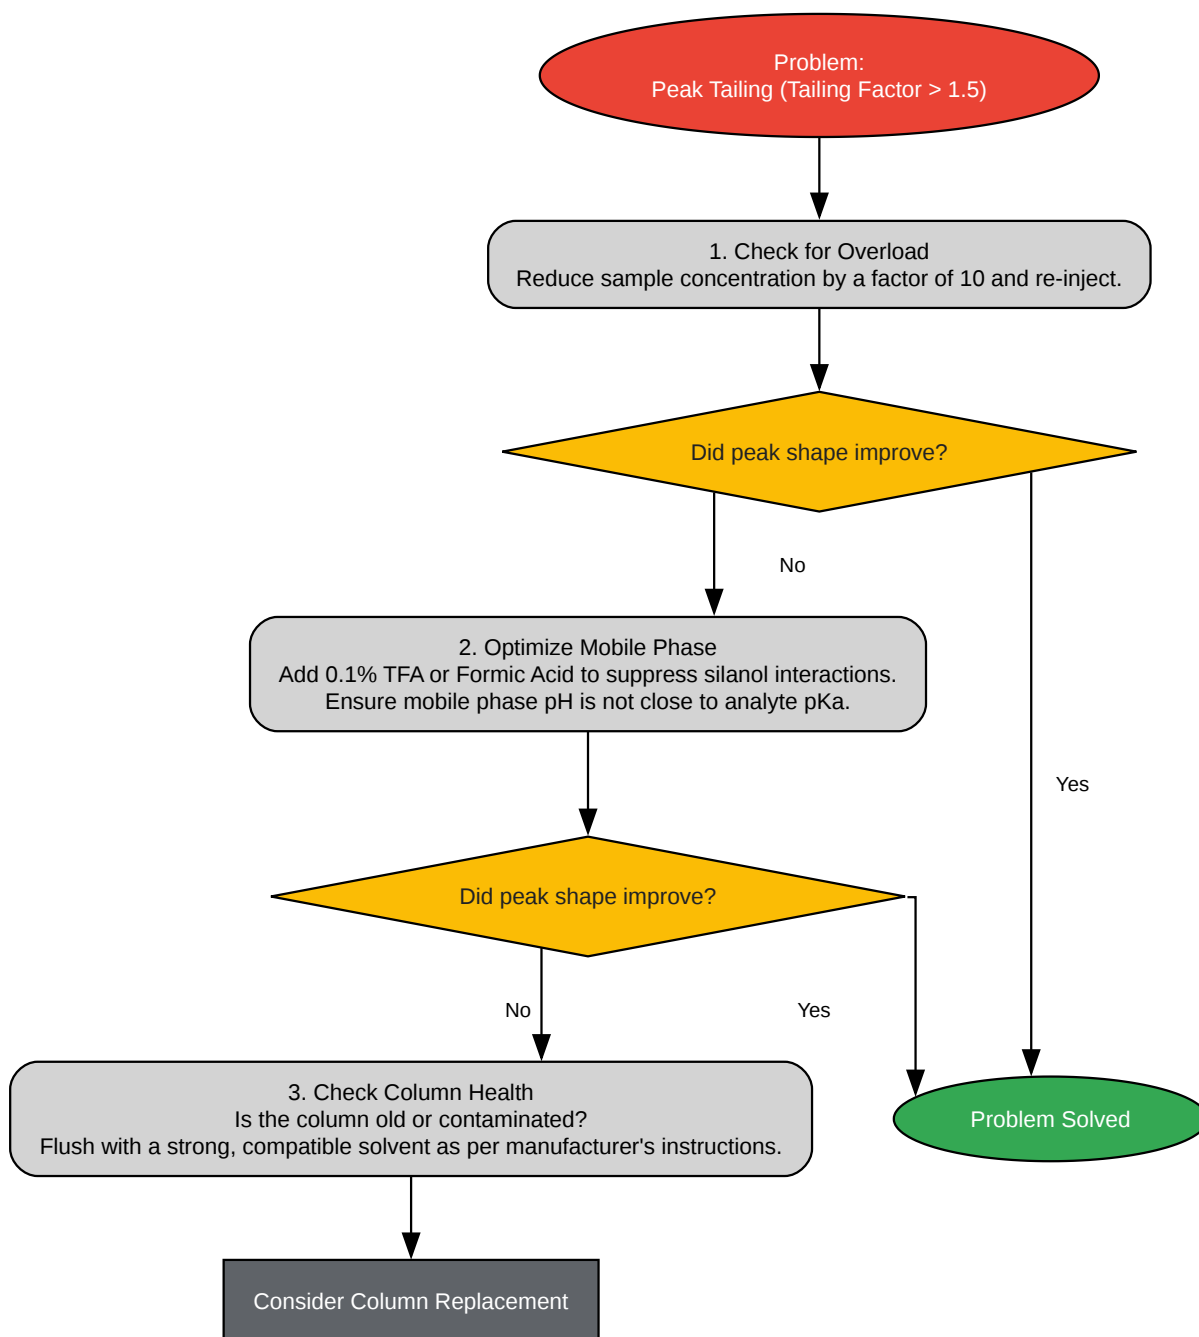 Problem:
Peak Tailing (Tailing Factor > 1.5)
1. Check for Overload
Reduce sample concentration by a factor of 10 and re-inject.
Did peak shape improve?
No
2. Optimize Mobile Phase
Add 0.1% TFA or Formic Acid to suppress silanol interactions.
Ensure mobile phase pH is not close to analyte pKa.
Yes
Did peak shape improve?
No
Yes
3. Check Column Health
Is the column old or contaminated?
Flush with a strong, compatible solvent as per manufacturer's instructions.
Problem Solved
Consider Column Replacement